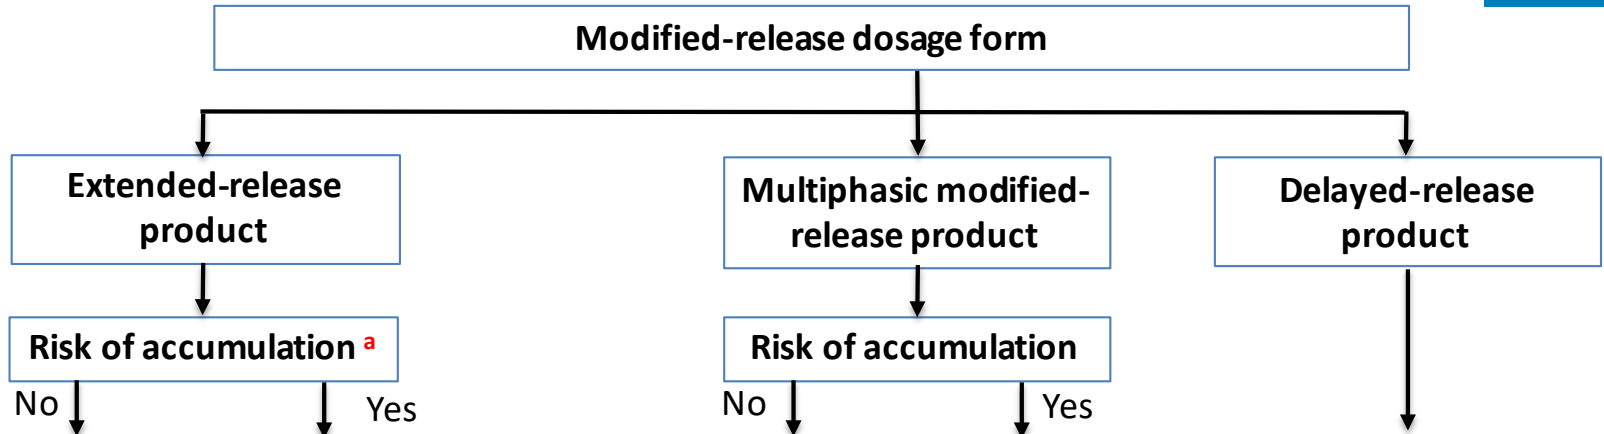 Modified-release dosage form
Extended-release
product
Multiphasic modified-
release product
Delayed-release
product
Risk of accumulation a
Risk of accumulation
No
Yes
No
Yes